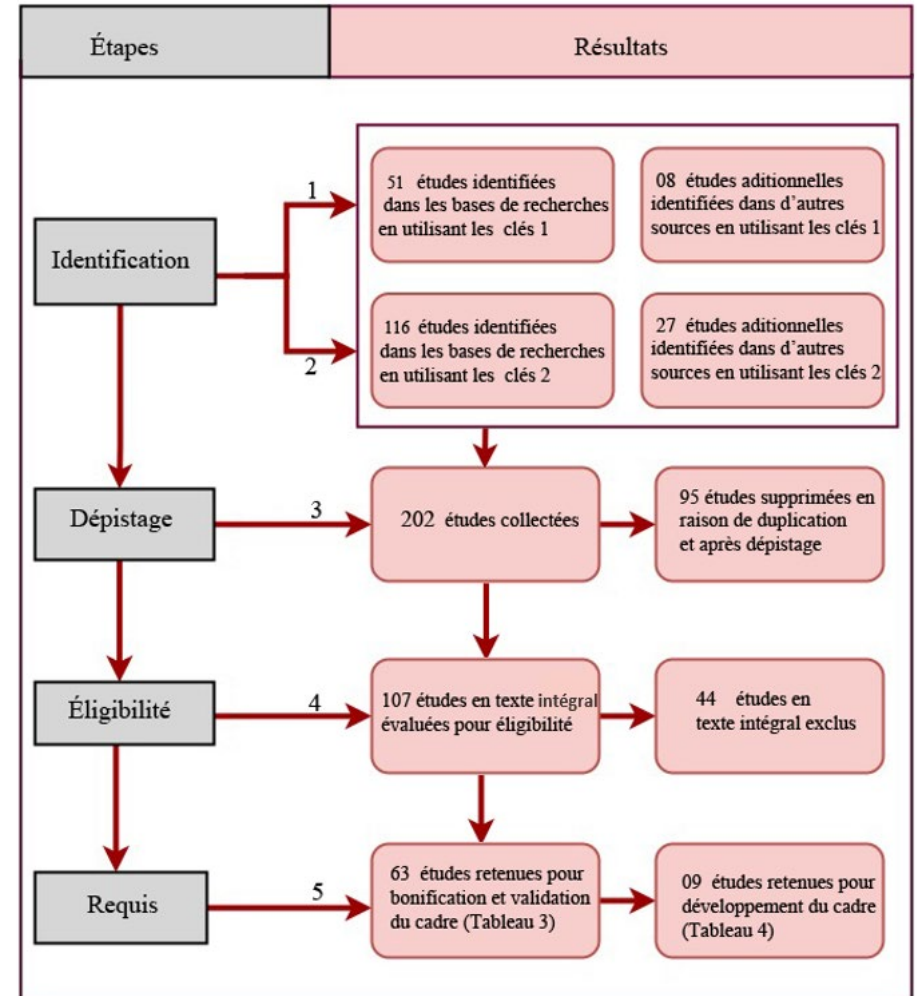 Étapes
Résultats
Identification
1
51 études identifiées
dans les bases de recherches
en utilisant les clés 1
08 études aditionnelles
identifiées dans d'autres
sources en utilisant les clés 1
2
116 études identifiées
dans les bases de recherches
en utilisant les clés 2
27 études aditionnelles
identifiées dans d'autres
sources en utilisant les clés 2
Dépistage
3
202 études collectées
95 études supprimées en
raison de duplication
et après dépistage
Éligibilité
4
107 études en texte intégral
évaluées pour éligibilité
44 études en
texte intégral exclus
Requis
5
63 études retenues pour
bonification et validation
du cadre (Tableau 3)
09 études retenues pour
développement du cadre
(Tableau 4)